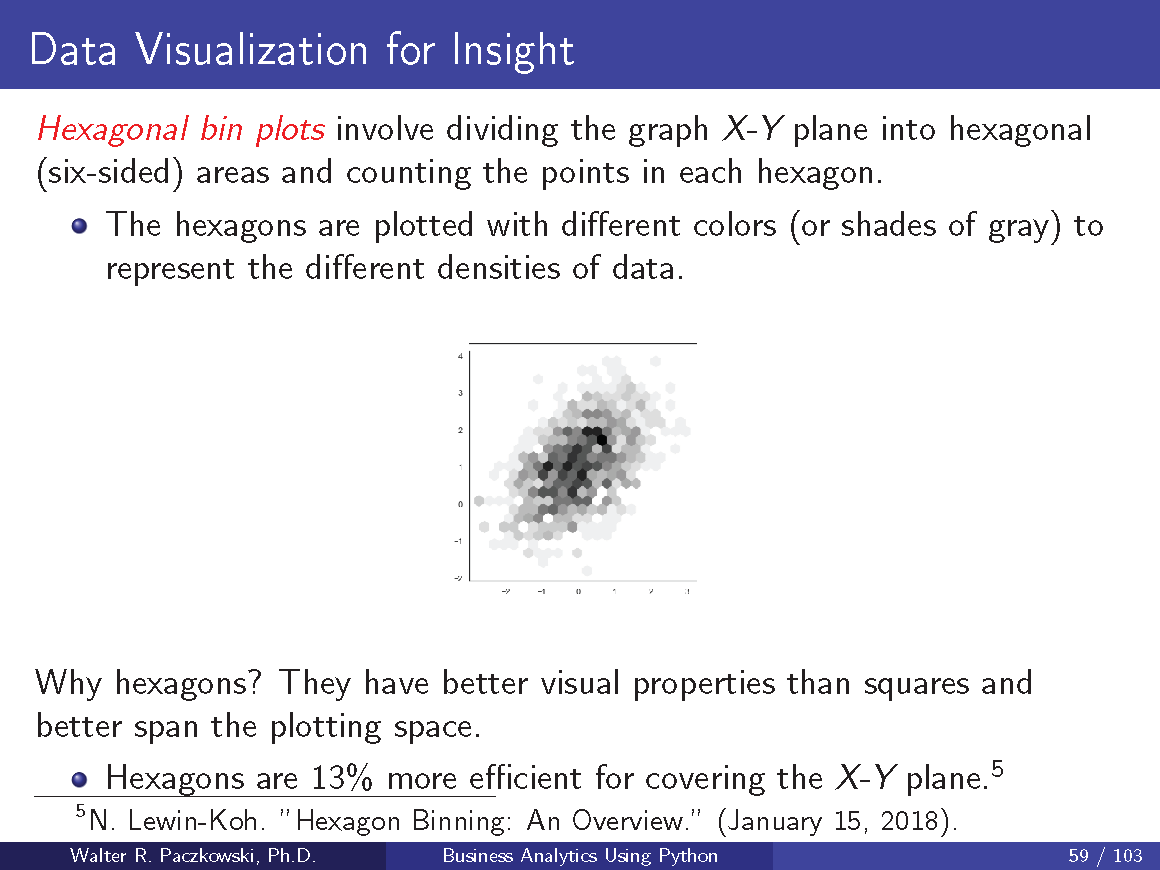 Data Visualization for Insight
Hexagonal bin plots involve dividing the graph X-Y plane into hexagonal
(six-sided) areas and counting the points in each hexagon.
The hexagons are plotted with different colors (or shades of gray) to
represent the different densities of data.
4
3
2
1
0
−1
−2
−2 −1 0 1 2 3
Why hexagons? They have better visual properties than squares and
better span the plotting space.
Hexagons are 13% more efficient for covering the X-Y plane.5
5N. Lewin-Koh. ”Hexagon Binning: An Overview.” (January 15, 2018).
Walter R. Paczkowski, Ph.D. Business Analytics Using Python 59 / 103